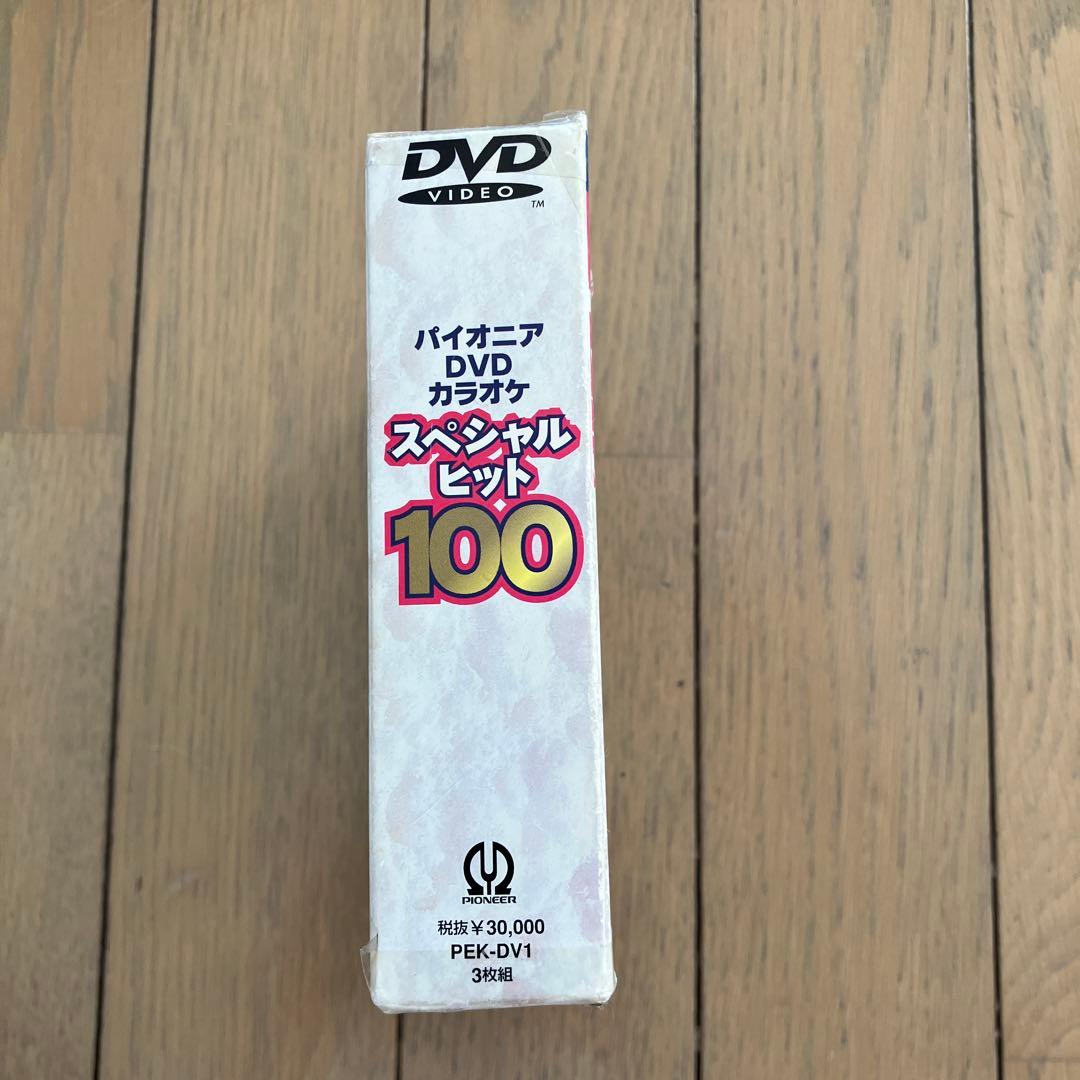 DVD
VIDEO
TM
パイオニア
DVD
カラオケ
スペシャル
ヒット
100
PIONEER
税抜¥30,000
PEK-DV1
3枚組